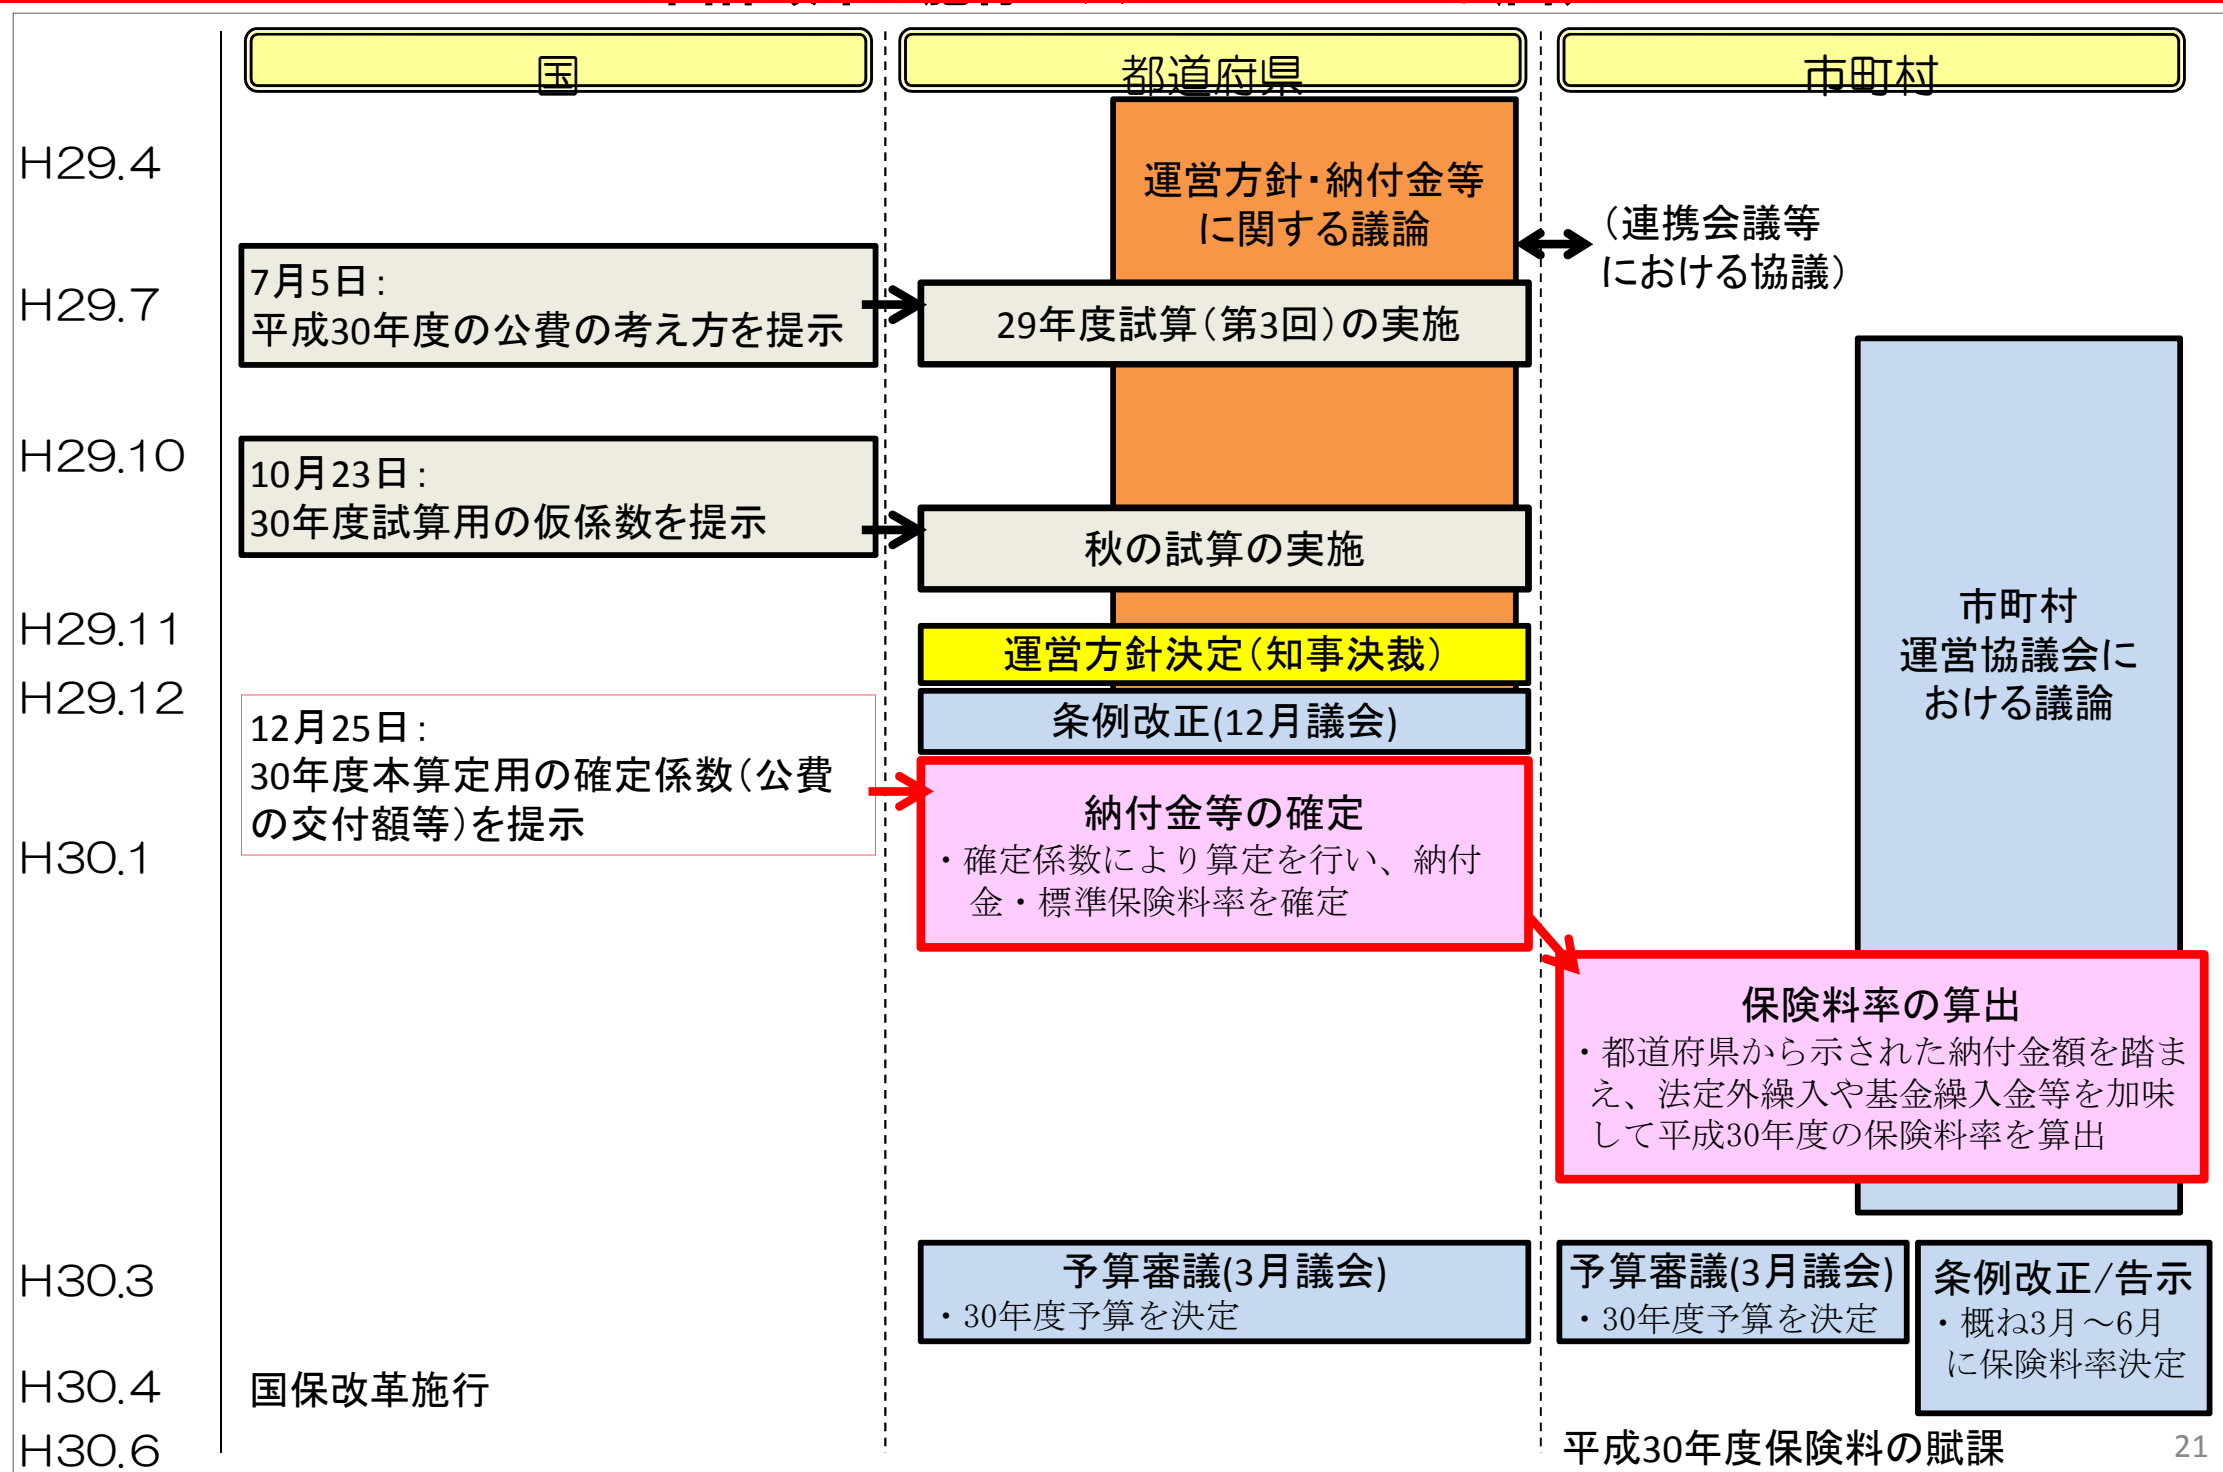 国
都道府県
市町村
H29.4
運営方針・納付金等
に関する議論
（連携会議等
における協議）
H29.7
7月5日：
平成30年度の公費の考え方を提示
29年度試算（第3回）の実施
H29.10
10月23日：
30年度試算用の仮係数を提示
秋の試算の実施
市町村
運営協議会に
おける議論
H29.11
運営方針決定（知事決裁）
H29.12
条例改正(12月議会)
12月25日：
30年度本算定用の確定係数（公費
の交付額等）を提示
納付金等の確定
・確定係数により算定を行い、納付
金・標準保険料率を確定
H30.1
保険料率の算出
・都道府県から示された納付金額を踏ま
え、法定外繰入や基金繰入金等を加味
して平成30年度の保険料率を算出
H30.3
予算審議(3月議会)
・30年度予算を決定
予算審議(3月議会)
・30年度予算を決定
条例改正/告示
・概ね3月～6月
に保険料率決定
H30.4
国保改革施行
H30.6
平成30年度保険料の賦課
21